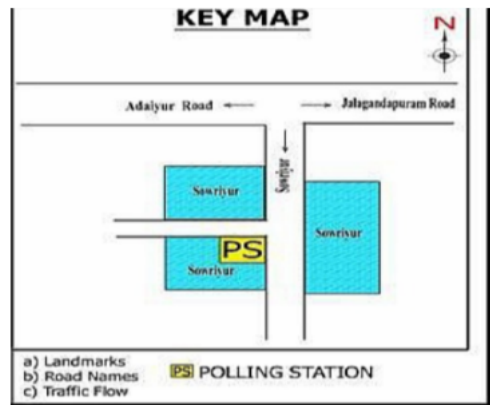 KEY MAP
N
Adaiyur Road
Jalagandapuram Road
Sowriyur
Sowriyur
Sowriyur
PS
Sowriyur
a) Landmarks
b) Road Names
c) Traffic Flow
PS POLLING STATION